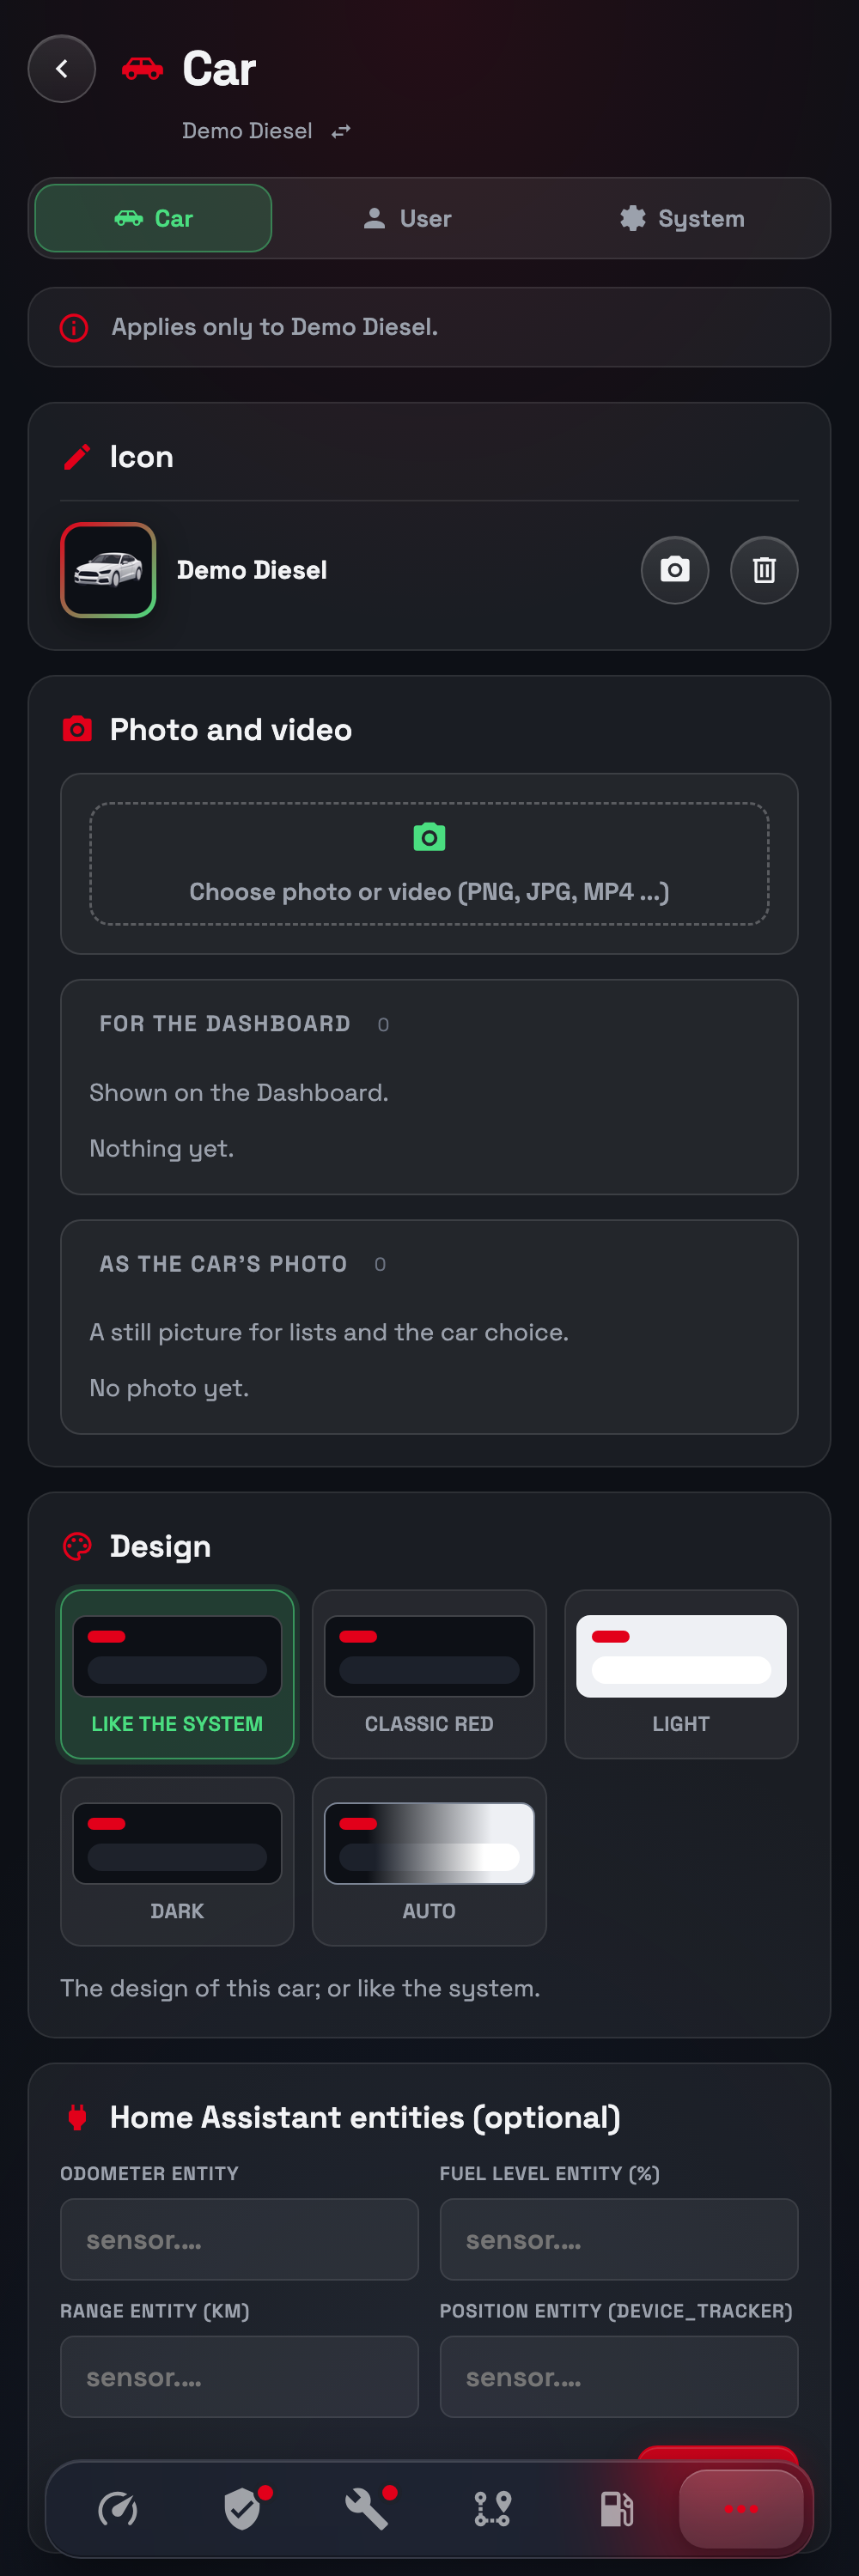 Car
Demo Diesel
Car
User
System
Applies only to Demo Diesel.
Icon
Demo Diesel
Photo and video
Choose photo or video (PNG, JPG, MP4 ...)
FOR THE DASHBOARD 0
Shown on the Dashboard.
Nothing yet.
AS THE CAR'S PHOTO 0
A still picture for lists and the car choice.
No photo yet.
Design
LIKE THE SYSTEM
CLASSIC RED
LIGHT
DARK
AUTO
The design of this car; or like the system.
Home Assistant entities (optional)
ODOMETER ENTITY
FUEL LEVEL ENTITY (%)
sensor....
sensor....
RANGE ENTITY (KM)
POSITION ENTITY (DEVICE_TRACKER)
sensor....
sensor....